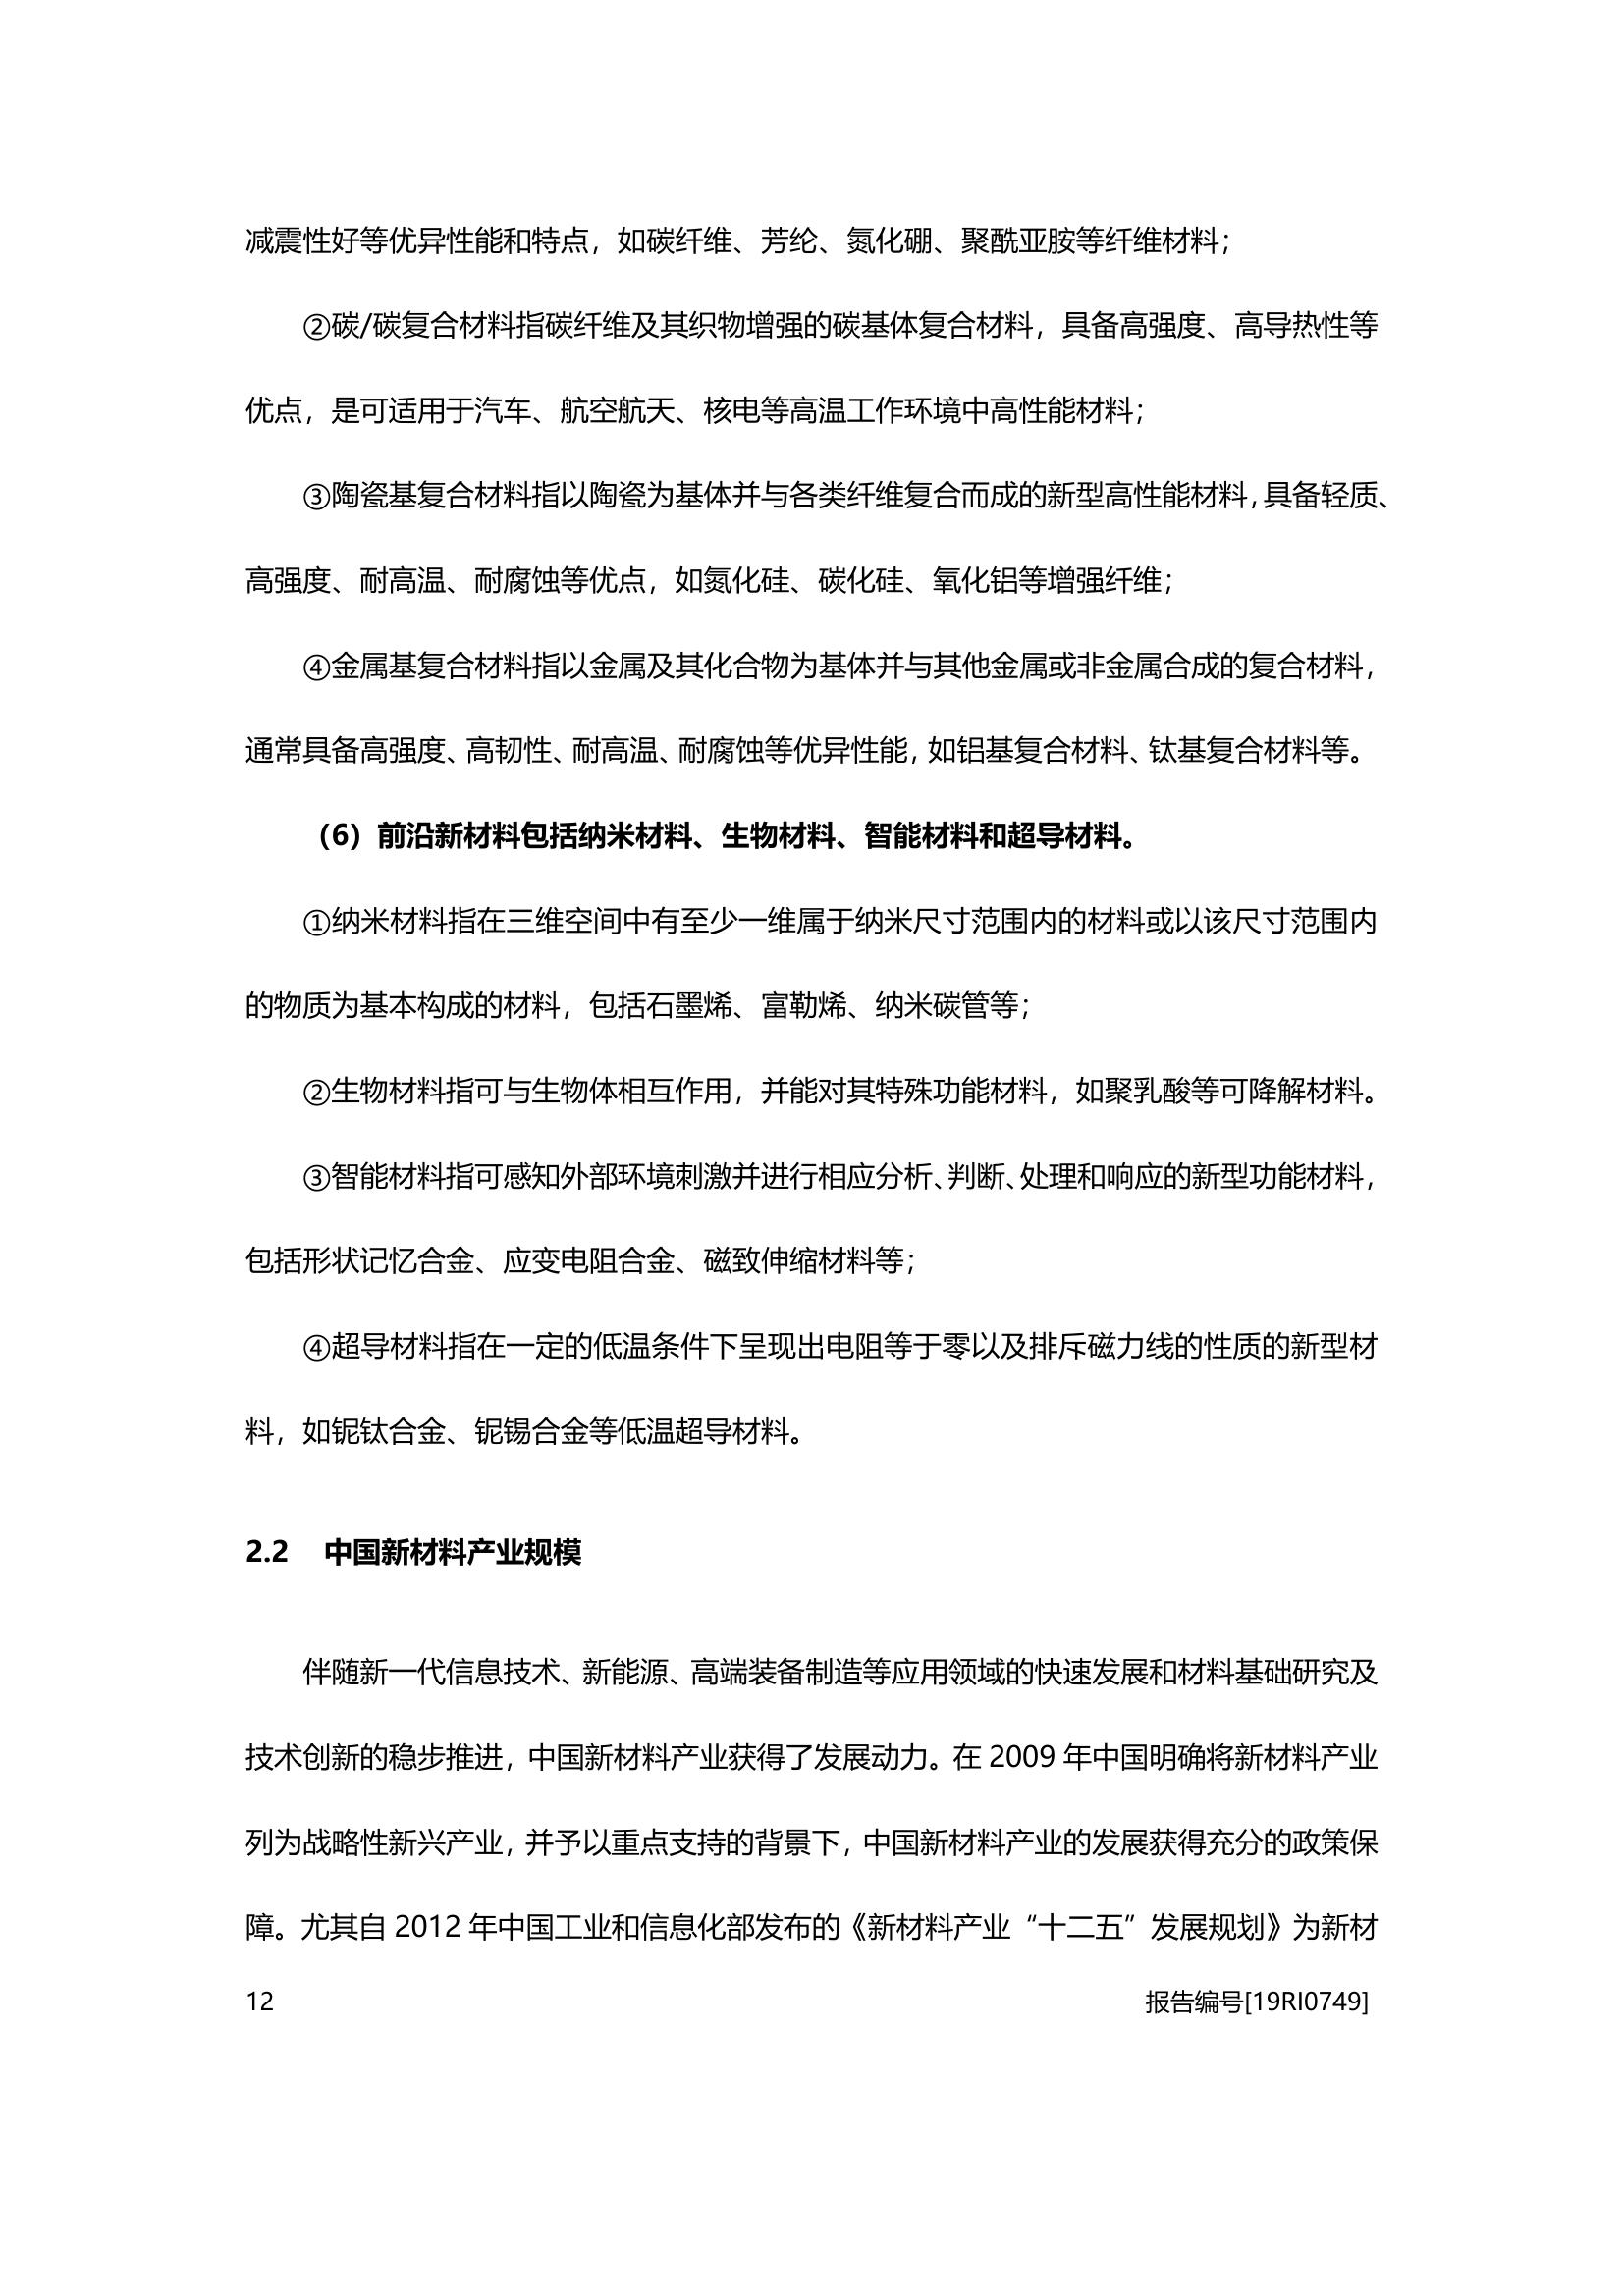 减震性好等优异性能和特点，如碳纤维、芳纶、氮化硼、聚酰亚胺等纤维材料；
②碳/碳复合材料指碳纤维及其织物增强的碳基体复合材料，具备高强度、高导热性等
优点，是可适用于汽车、航空航天、核电等高温工作环境中高性能材料；
③陶瓷基复合材料指以陶瓷为基体并与各类纤维复合而成的新型高性能材料，具备轻质、
高强度、耐高温、耐腐蚀等优点，如氮化硅、碳化硅、氧化铝等增强纤维；
④金属基复合材料指以金属及其化合物为基体并与其他金属或非金属合成的复合材料，
通常具备高强度、高韧性、耐高温、耐腐蚀等优异性能，如铝基复合材料、钛基复合材料等。
（6）前沿新材料包括纳米材料、生物材料、智能材料和超导材料。
①纳米材料指在三维空间中有至少一维属于纳米尺寸范围内的材料或以该尺寸范围内
的物质为基本构成的材料，包括石墨烯、富勒烯、纳米碳管等；
②生物材料指可与生物体相互作用，并能对其特殊功能材料，如聚乳酸等可降解材料。
③智能材料指可感知外部环境刺激并进行相应分析、判断、处理和响应的新型功能材料，
包括形状记忆合金、应变电阻合金、磁致伸缩材料等；
④超导材料指在一定的低温条件下呈现出电阻等于零以及排斥磁力线的性质的新型材
料，如铌钛合金、铌锡合金等低温超导材料。
2.2 中国新材料产业规模
伴随新一代信息技术、新能源、高端装备制造等应用领域的快速发展和材料基础研究及
技术创新的稳步推进，中国新材料产业获得了发展动力。在 2009 年中国明确将新材料产业
列为战略性新兴产业，并予以重点支持的背景下，中国新材料产业的发展获得充分的政策保
障。尤其自 2012 年中国工业和信息化部发布的《新材料产业“十二五”发展规划》为新材
12 报告编号[19RI0749]